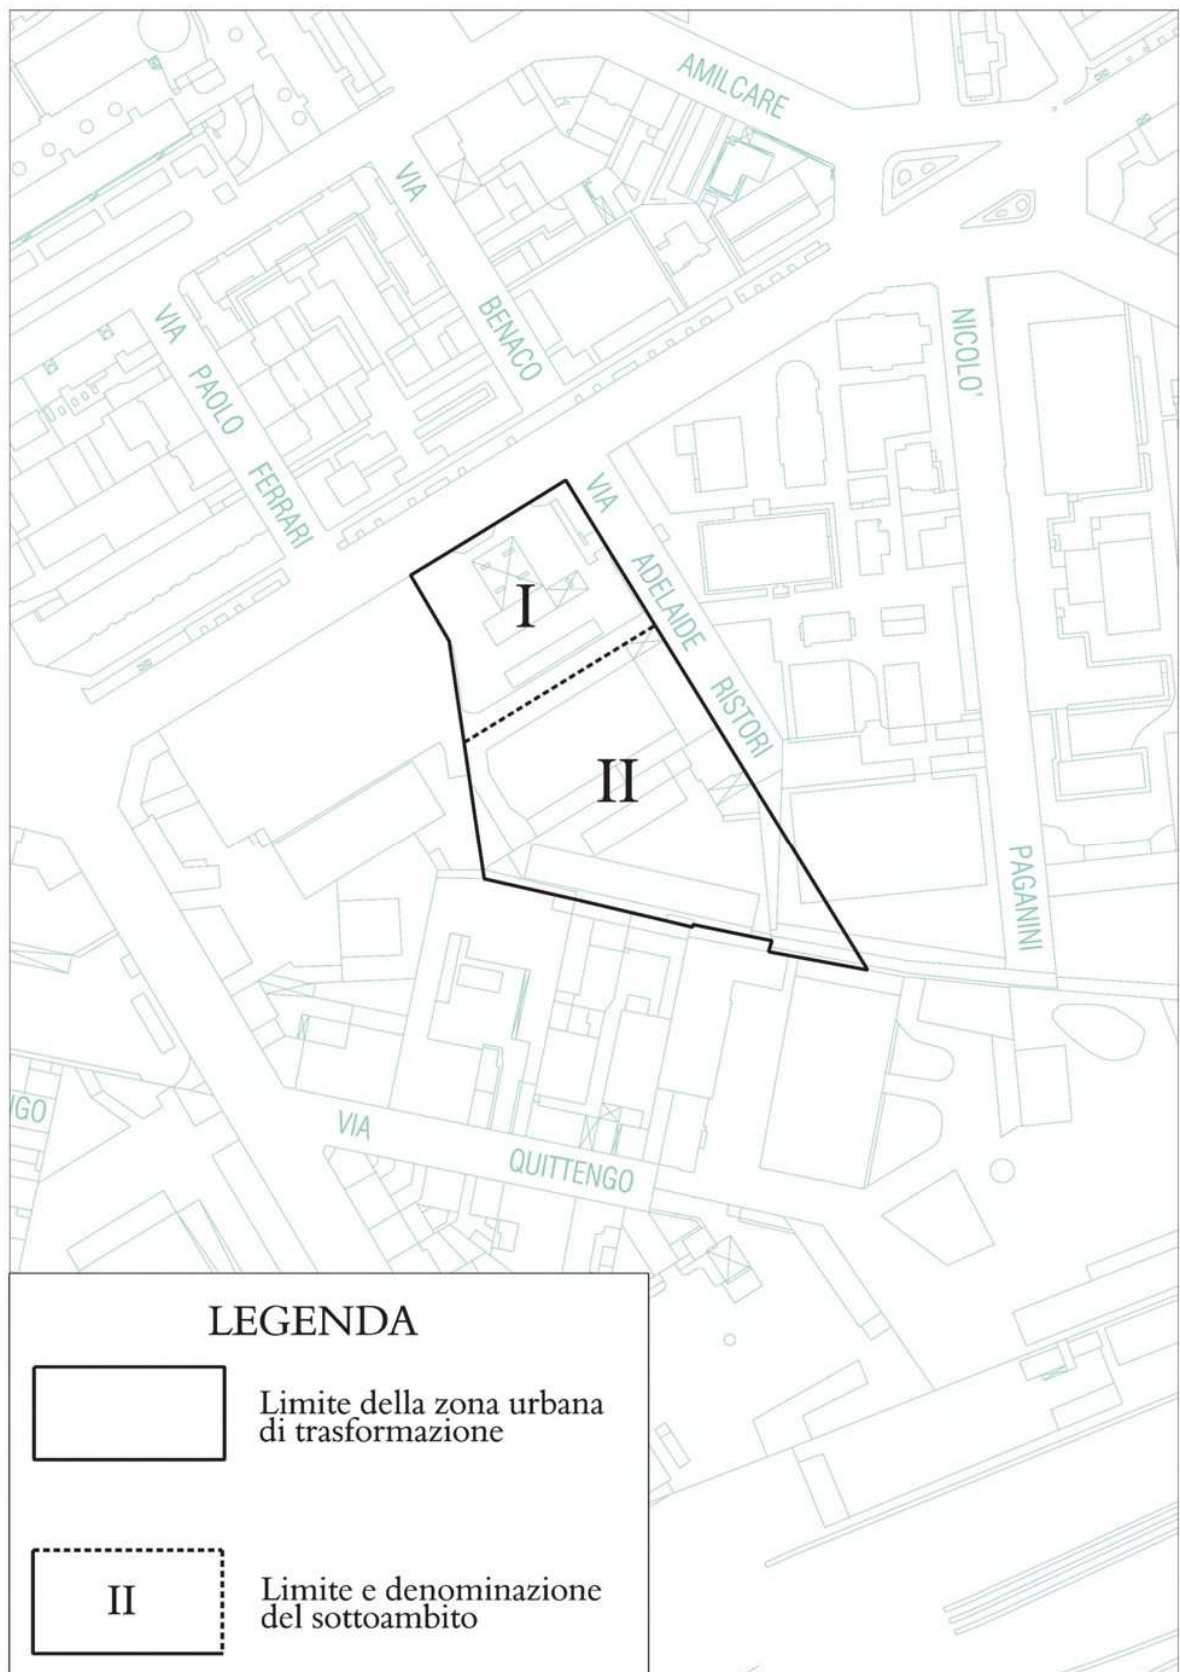 AMILCARE
VIA
BENACO
VIA PAOLO FERRARI
NICOLO'
PAGANINI
VIA ADELAIDE RISTORI
I
II
VIA QUITTENGO
LEGENDA
Limite della zona urbana
di trasformazione
II
Limite e denominazione
del sottoambito